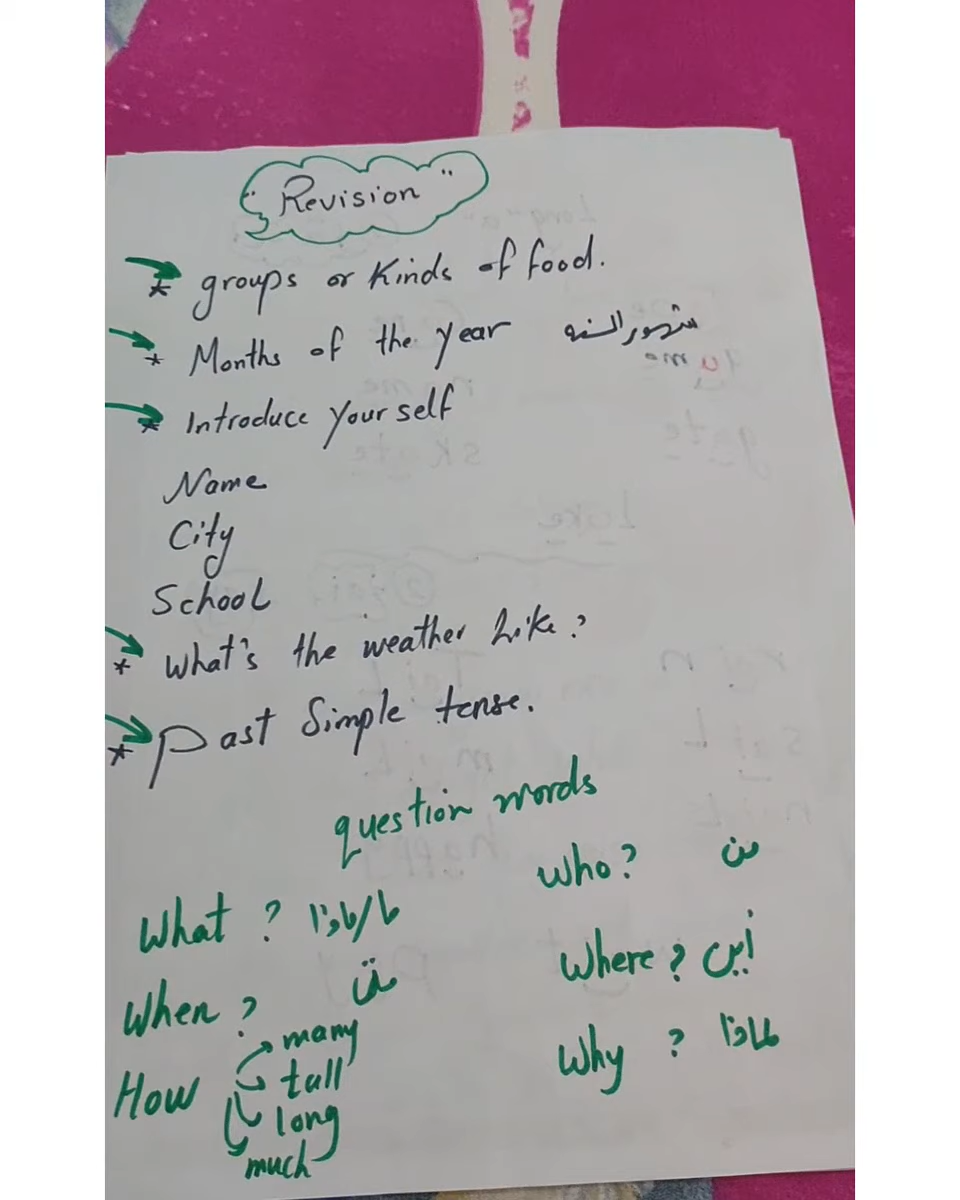 "Revision"
* groups or Kinds of food.
* Months of the year شهور السنه
* Introduce your self
Name
City
School
* What's the weather like?
* Past Simple tense.
question words
What ? ما/ماذا
Who? من
When ? متى
Where ? أين
How many
tall
long
much
Why ? لماذا